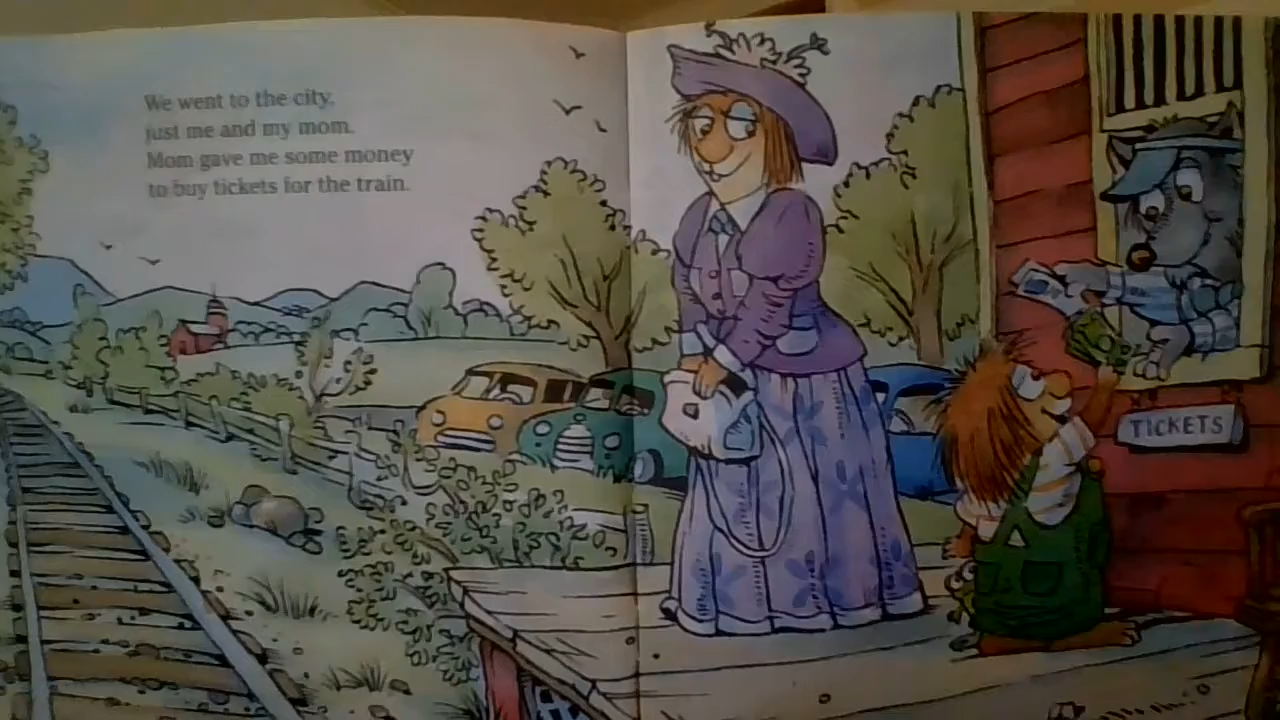 We went to the city,
just me and my mom.
Mom gave me some money
to buy tickets for the train.
TICKETS